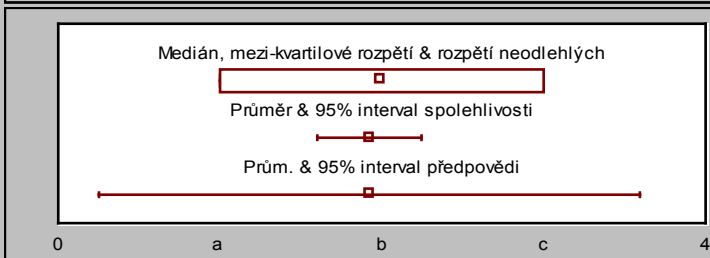 Medián, mezi-kvartilové rozpětí & rozpětí neodlehlých
Průměr & 95% interval spolehlivosti
Prům. & 95% interval předpovědi
0 a b c 4